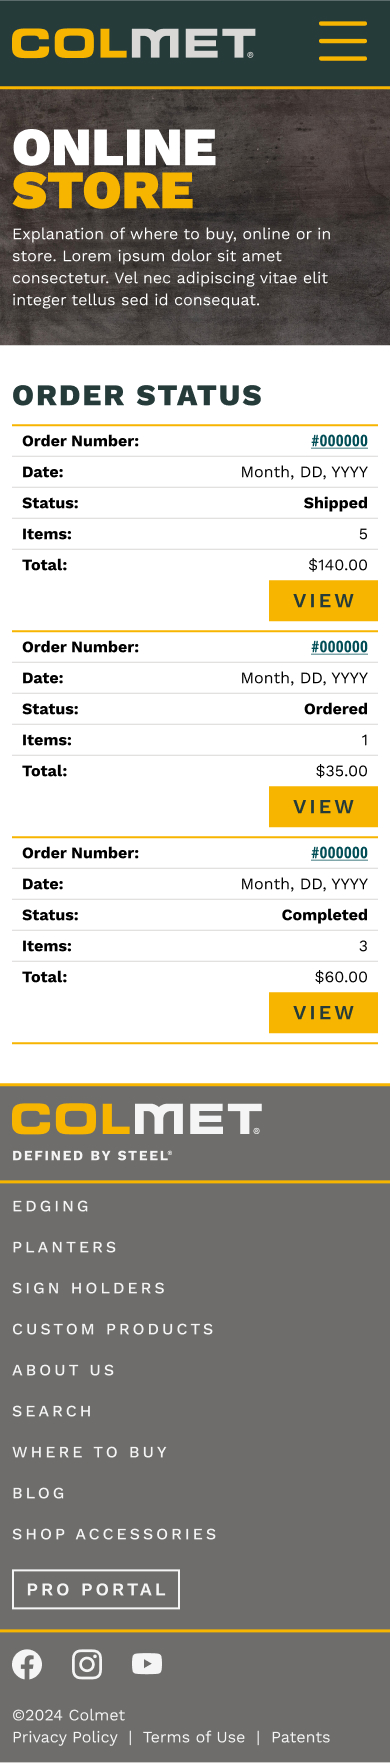 COLMET®
ONLINE
STORE
Explanation of where to buy, online or in
store. Lorem ipsum dolor sit amet
consectetur. Vel nec adipiscing vitae elit
integer tellus sed id consequat.
ORDER STATUS
Order Number: #000000
Date: Month, DD, YYYY
Status: Shipped
Items: 5
Total: $140.00
VIEW
Order Number: #000000
Date: Month, DD, YYYY
Status: Ordered
Items: 1
Total: $35.00
VIEW
Order Number: #000000
Date: Month, DD, YYYY
Status: Completed
Items: 3
Total: $60.00
VIEW
COLMET®
DEFINED BY STEEL®
EDGING
PLANTERS
SIGN HOLDERS
CUSTOM PRODUCTS
ABOUT US
SEARCH
WHERE TO BUY
BLOG
SHOP ACCESSORIES
PRO PORTAL
©2024 Colmet
Privacy Policy | Terms of Use | Patents